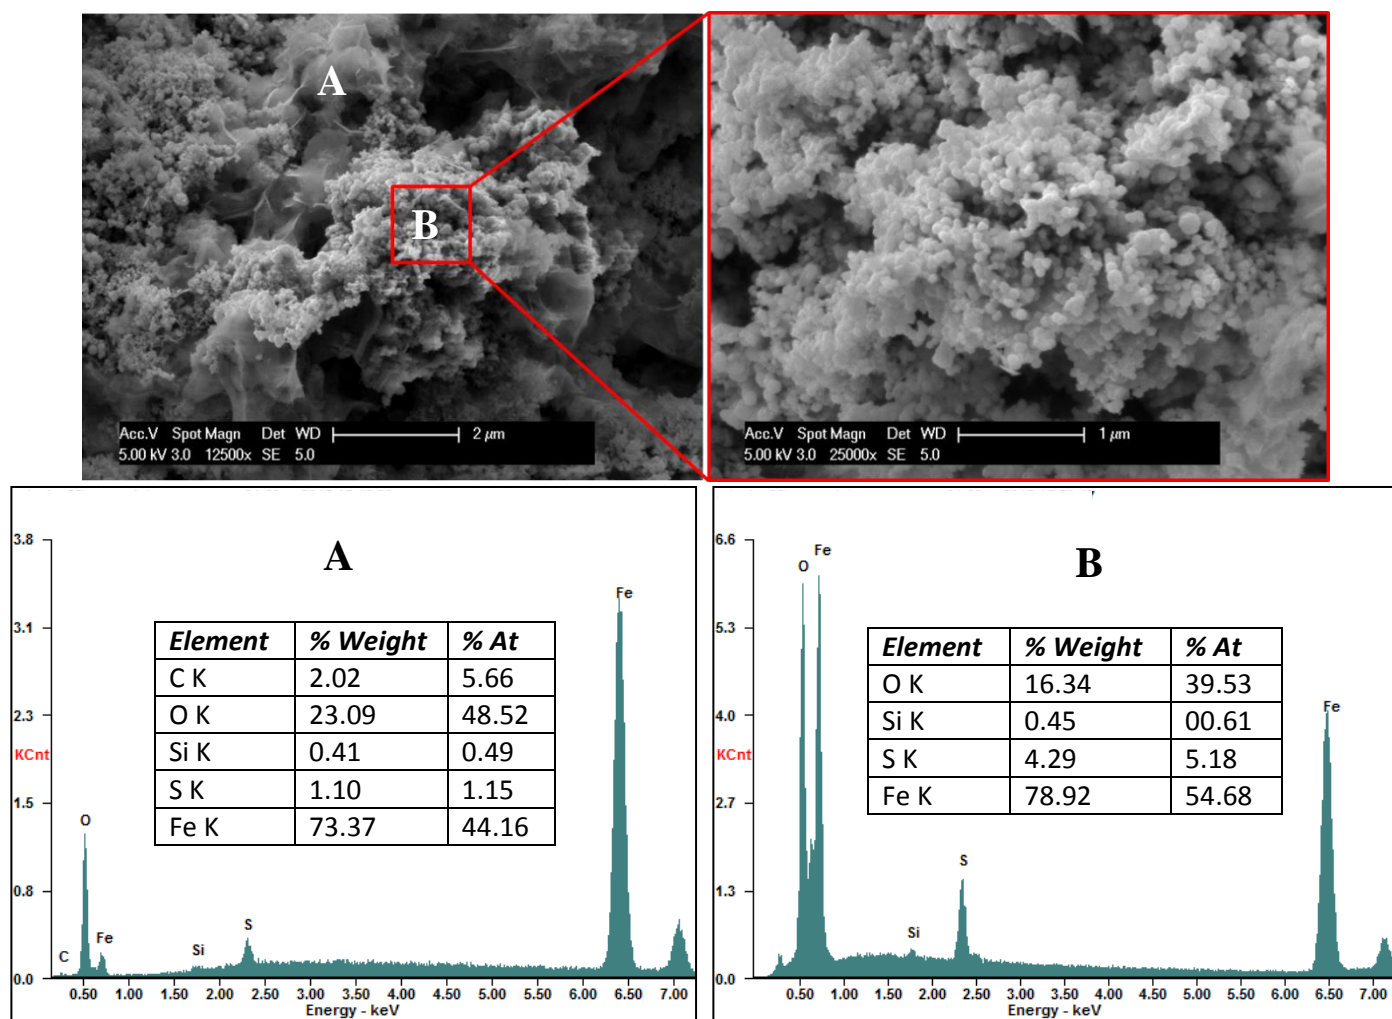 A
B
Acc.V Spot Magn Det WD 2 μm
5.00 kV 3.0 12500x SE 5.0
Acc.V Spot Magn Det WD 1 μm
5.00 kV 3.0 25000x SE 5.0
A
3.8
3.1
2.3
KCnt
1.5
0.8
0.0
C
O
Fe
Si
S
Fe
Element % Weight % At
C K 2.02 5.66
O K 23.09 48.52
Si K 0.41 0.49
S K 1.10 1.15
Fe K 73.37 44.16
0.50 1.00 1.50 2.00 2.50 3.00 3.50 4.00 4.50 5.00 5.50 6.00 6.50 7.00
Energy - keV
B
6.6
5.3
4.0
KCnt
2.7
1.3
0.0
O
Fe
Si
S
Fe
Element % Weight % At
O K 16.34 39.53
Si K 0.45 00.61
S K 4.29 5.18
Fe K 78.92 54.68
0.50 1.00 1.50 2.00 2.50 3.00 3.50 4.00 4.50 5.00 5.50 6.00 6.50 7.00
Energy - keV